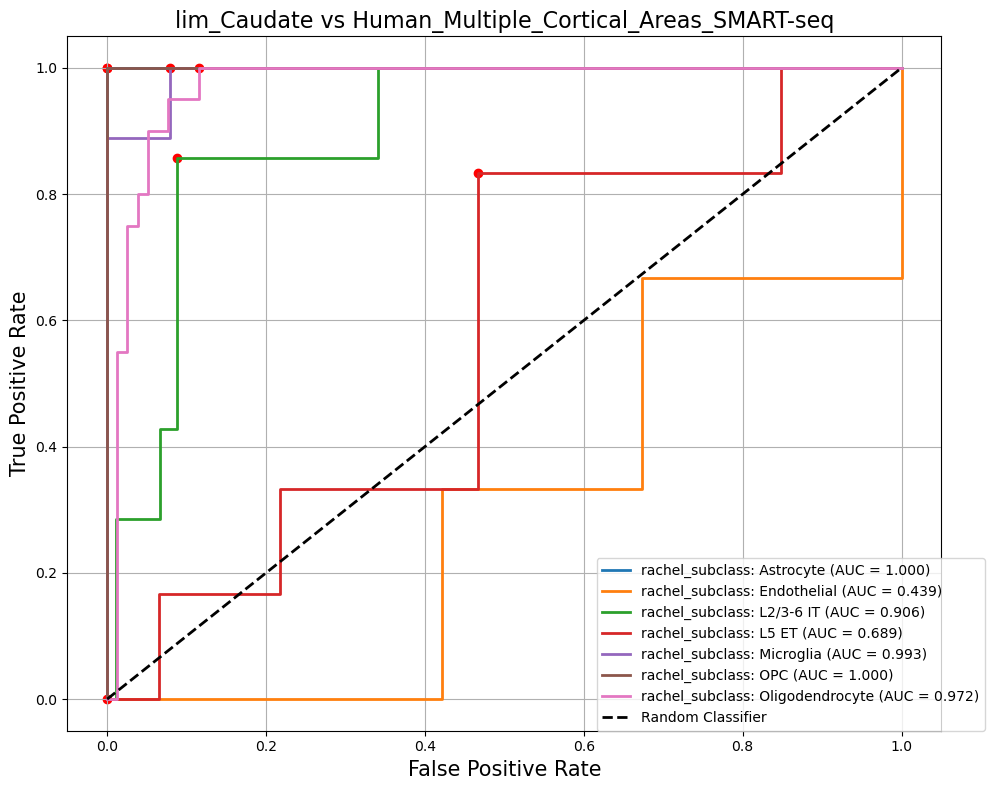 lim_Caudate vs Human_Multiple_Cortical_Areas_SMART-seq
True Positive Rate
1.0
0.8
0.6
0.4
0.2
0.0
rachel_subclass: Astrocyte (AUC = 1.000)
rachel_subclass: Endothelial (AUC = 0.439)
rachel_subclass: L2/3-6 IT (AUC = 0.906)
rachel_subclass: L5 ET (AUC = 0.689)
rachel_subclass: Microglia (AUC = 0.993)
rachel_subclass: OPC (AUC = 1.000)
rachel_subclass: Oligodendrocyte (AUC = 0.972)
Random Classifier
0.0 0.2 0.4 0.6 0.8 1.0
False Positive Rate